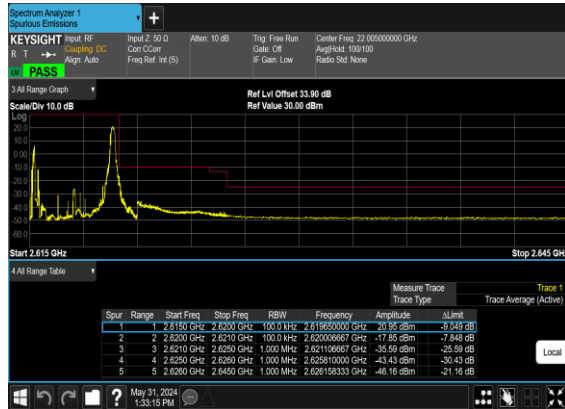 Spectrum Analyzer 1
Spurious Emissions
+
KEYSIGHT
R T
LW PASS
Input: RF
Coupling: DC
Align: Auto
Input Z: 50 Ω
Corr CCorr
Freq Ref: Int (S)
Atten: 10 dB
Trig: Free Run
Gate: Off
IF Gain: Low
Center Freq: 22.005000000 GHz
Avg|Hold: 100/100
Radio Std: None
3 All Range Graph
Scale/Div 10.0 dB
Ref Lvl Offset 33.90 dB
Ref Value 30.00 dBm
Log
20.0
10.0
0.00
-10.0
-20.0
-30.0
-40.0
-50.0
-60.0
Start 2.615 GHz
Stop 2.645 GH
4 All Range Table
Measure Trace Trace 1
Trace Type Trace Average (Active)
Spur Range Start Freq Stop Freq RBW Frequency Amplitude ΔLimit
1 1 2.6150 GHz 2.6200 GHz 100.0 kHz 2.619650000 GHz 20.95 dBm -9.049 dB
2 2 2.6200 GHz 2.6210 GHz 100.0 kHz 2.620006667 GHz -17.85 dBm -7.848 dB
3 3 2.6210 GHz 2.6250 GHz 1.000 MHz 2.621106667 GHz -35.59 dBm -25.59 dB
4 4 2.6250 GHz 2.6260 GHz 1.000 MHz 2.625810000 GHz -43.43 dBm -30.43 dB
5 5 2.6260 GHz 2.6450 GHz 1.000 MHz 2.626158333 GHz -46.16 dBm -21.16 dB
Local
?
May 31, 2024
1:33:15 PM